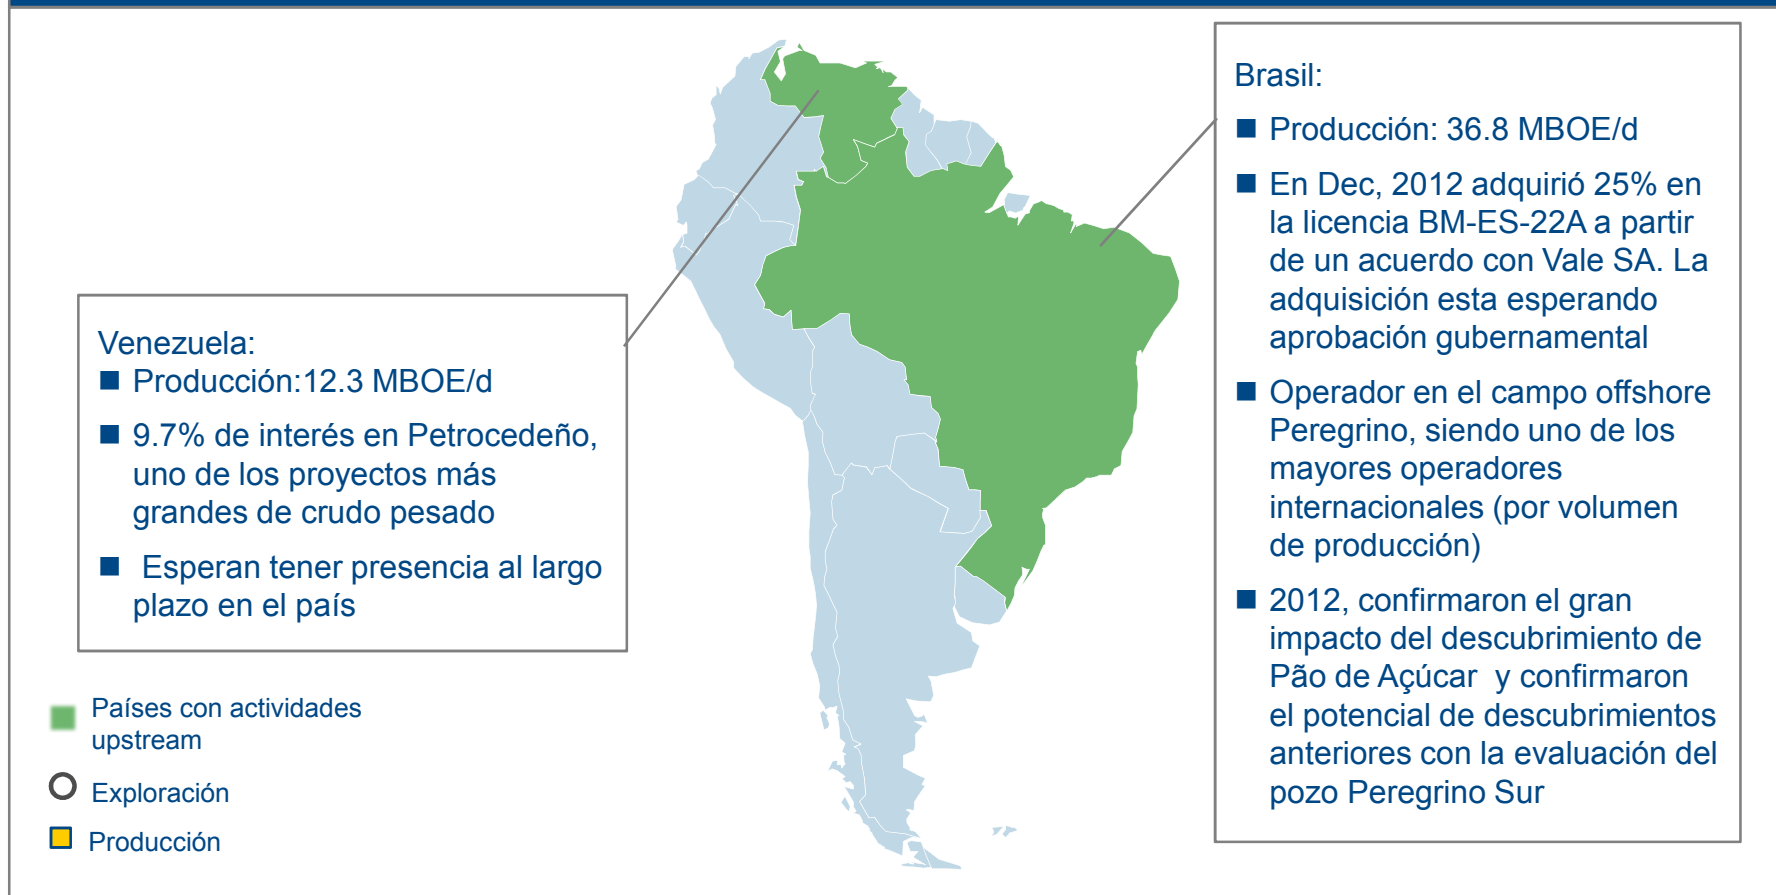 Venezuela:
Producción:12.3 MBOE/d
9.7% de interés en Petrocedeño,
uno de los proyectos más
grandes de crudo pesado
Esperan tener presencia al largo
plazo en el país
Países con actividades
upstream
Exploración
Producción
Brasil:
Producción: 36.8 MBOE/d
En Dec, 2012 adquirió 25% en
la licencia BM-ES-22A a partir
de un acuerdo con Vale SA. La
adquisición esta esperando
aprobación gubernamental
Operador en el campo offshore
Peregrino, siendo uno de los
mayores operadores
internacionales (por volumen
de producción)
2012, confirmaron el gran
impacto del descubrimiento de
Pão de Açúcar y confirmaron
el potencial de descubrimientos
anteriores con la evaluación del
pozo Peregrino Sur